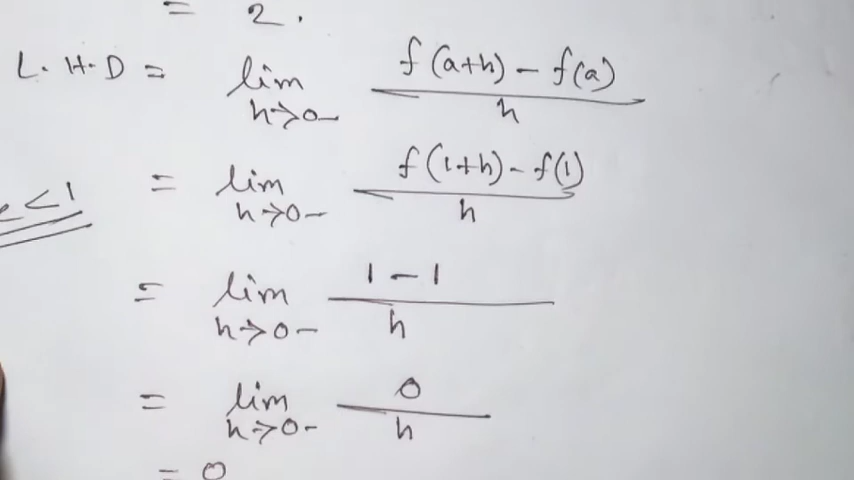 = 2.
L.H.D = lim h→0- f(a+h) - f(a) / h
= lim h→0- f(1+h) - f(1) / h
<1
= lim h→0- 1 - 1 / h
= lim h→0- 0 / h
= 0